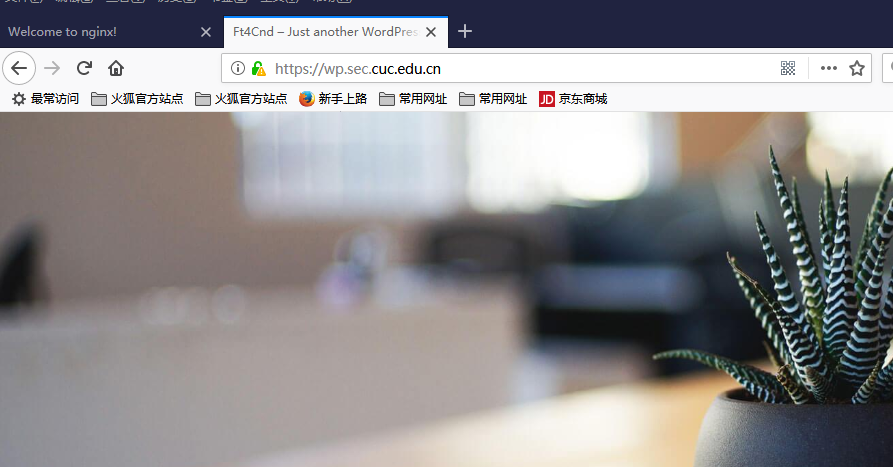 Welcome to nginx!
Ft4Cnd – Just another WordPres
https://wp.sec.cuc.edu.cn
最常访问 火狐官方站点 火狐官方站点 新手上路 常用网址 常用网址 JD 京东商城